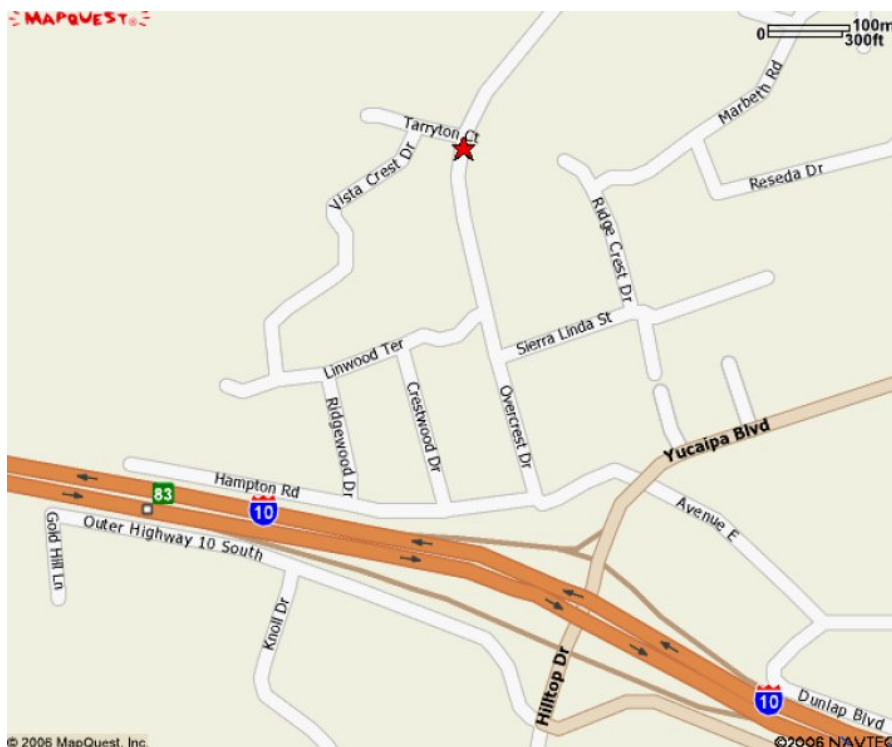 MAPQUEST
100m
0
300ft
Marbeth Rd
Tarryton Ct
Vista Crest Dr
Reseda Dr
Ridge Crest Dr
Sierra Linda St
Linwood Ter
Ridgewood Dr
Crestwood Dr
Overcrest Dr
Yucaipa Blvd
Hampton Rd
83
10
Avenue E
Gold Hill Ln
Outer Highway 10 South
Knoll Dr
Hilltop Dr
10
Dunlap Blvd
© 2006 MapQuest, Inc.
©2006 NAVTEQ